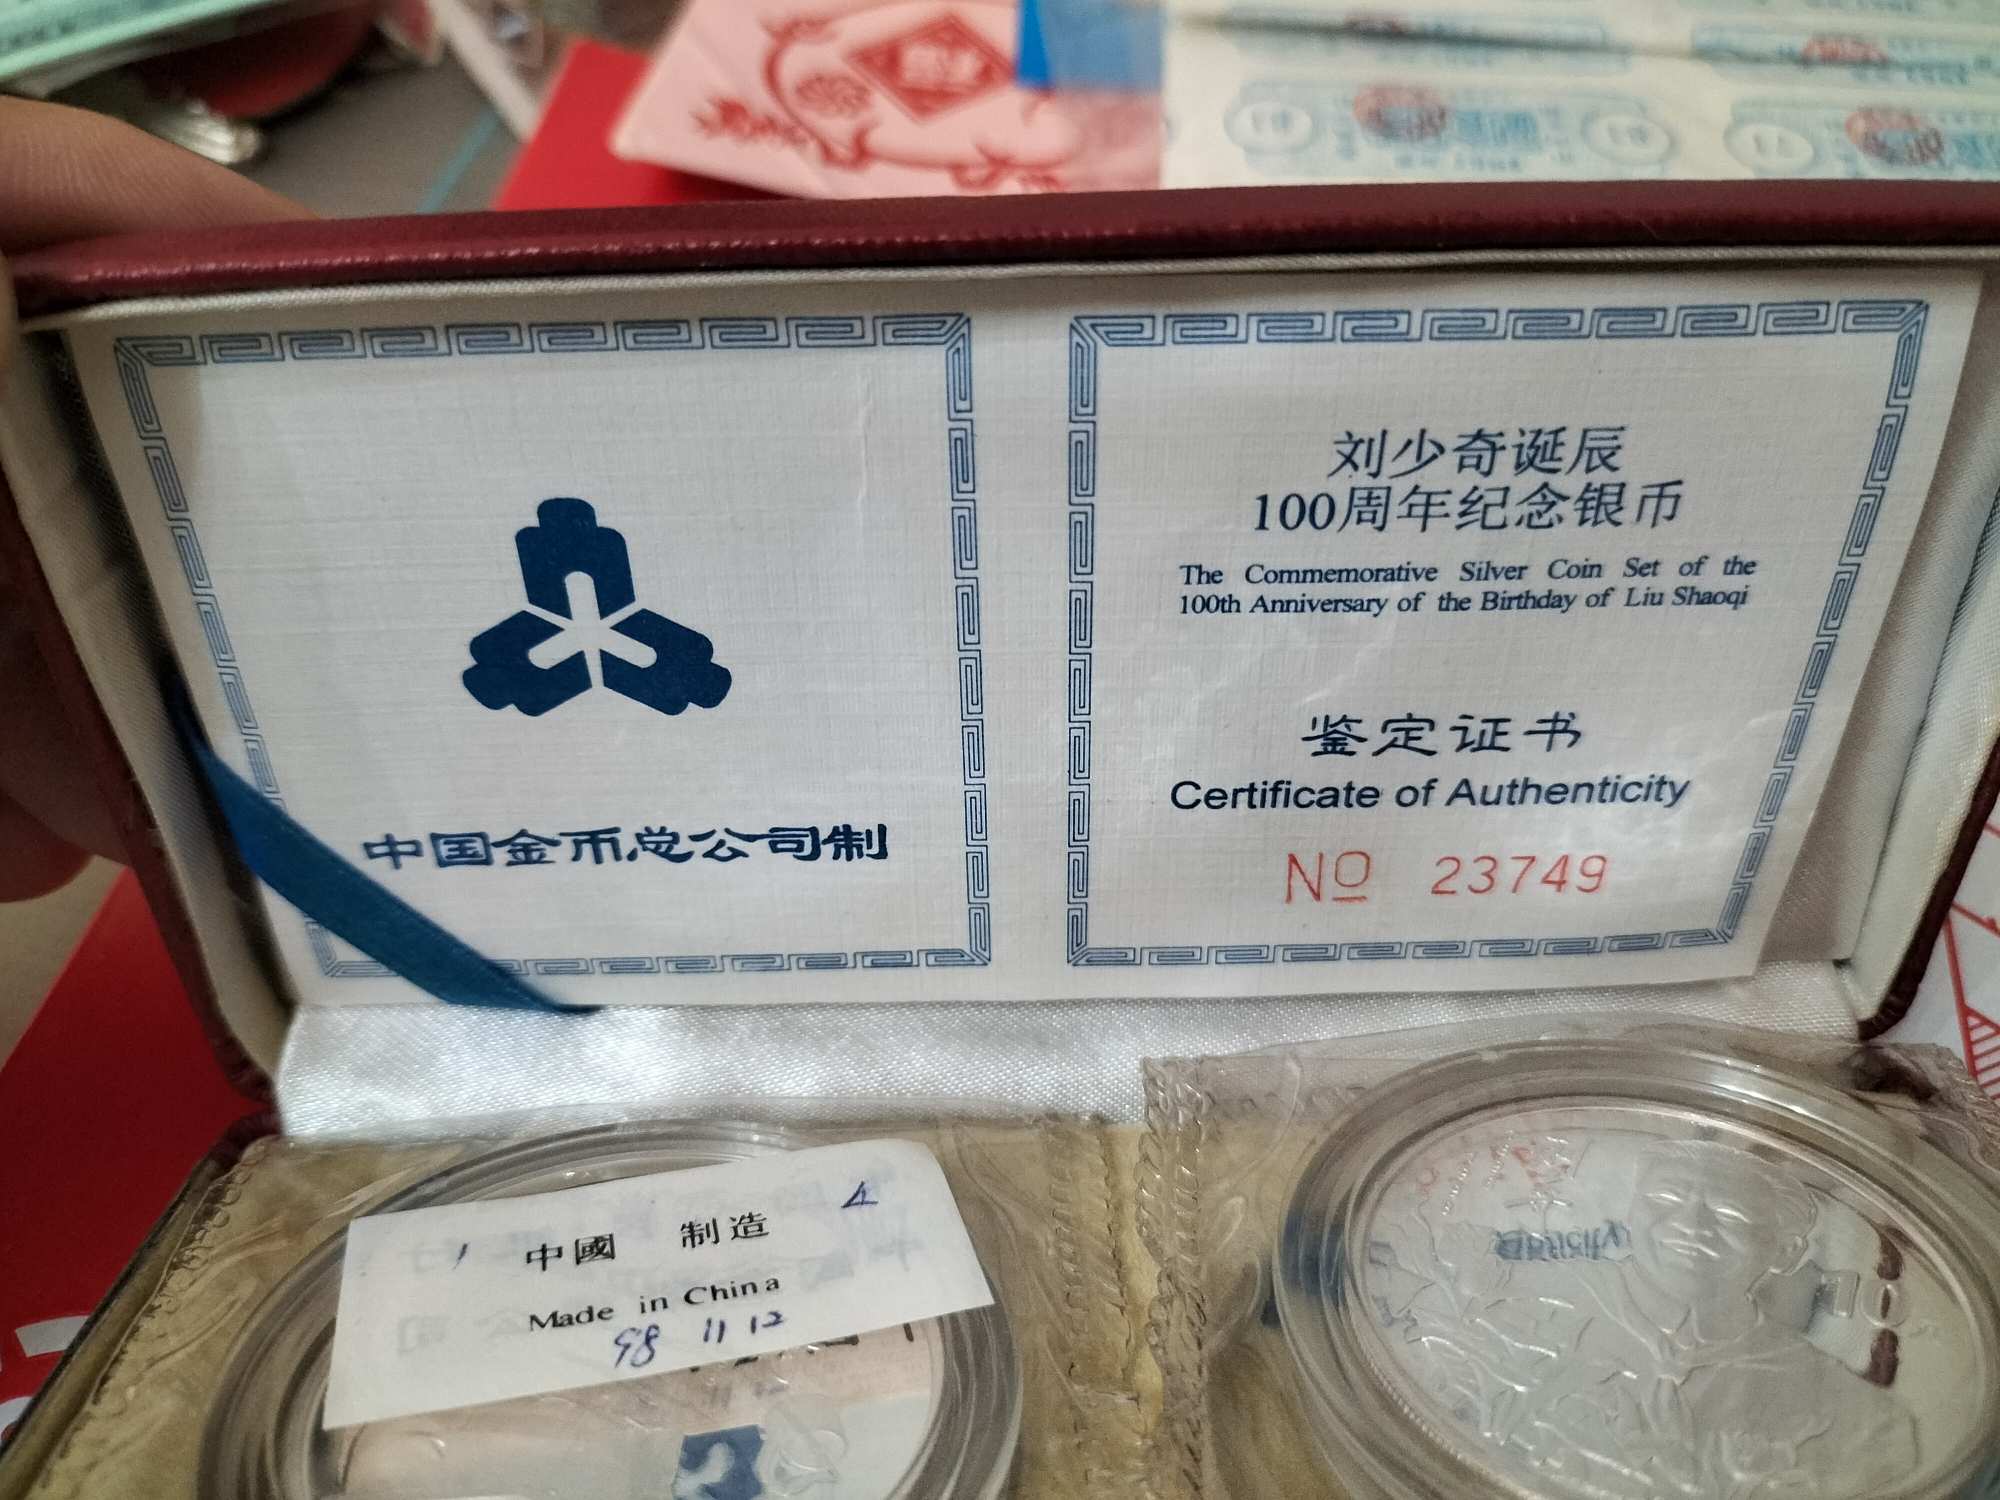 中国金币总公司制
刘少奇诞辰
100周年纪念银币
The Commemorative Silver Coin Set of the
100th Anniversary of the Birthday of Liu Shaoqi
鉴定证书
Certificate of Authenticity
No 23749
中國 制造
Made in China
98 11 12
10